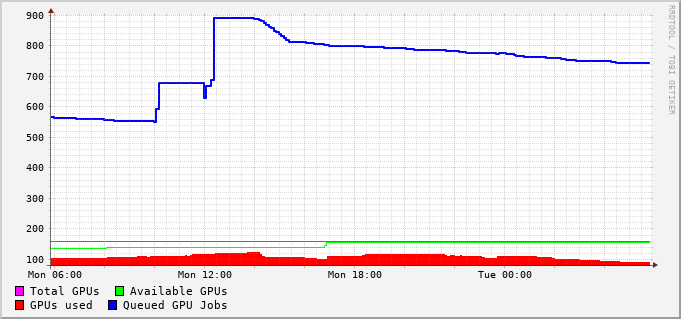 900
800
700
600
500
400
300
200
100
Mon 06:00 Mon 12:00 Mon 18:00 Tue 00:00
Total GPUs Available GPUs
GPUs used Queued GPU Jobs
RRDTOOL / TOBI OETIKER